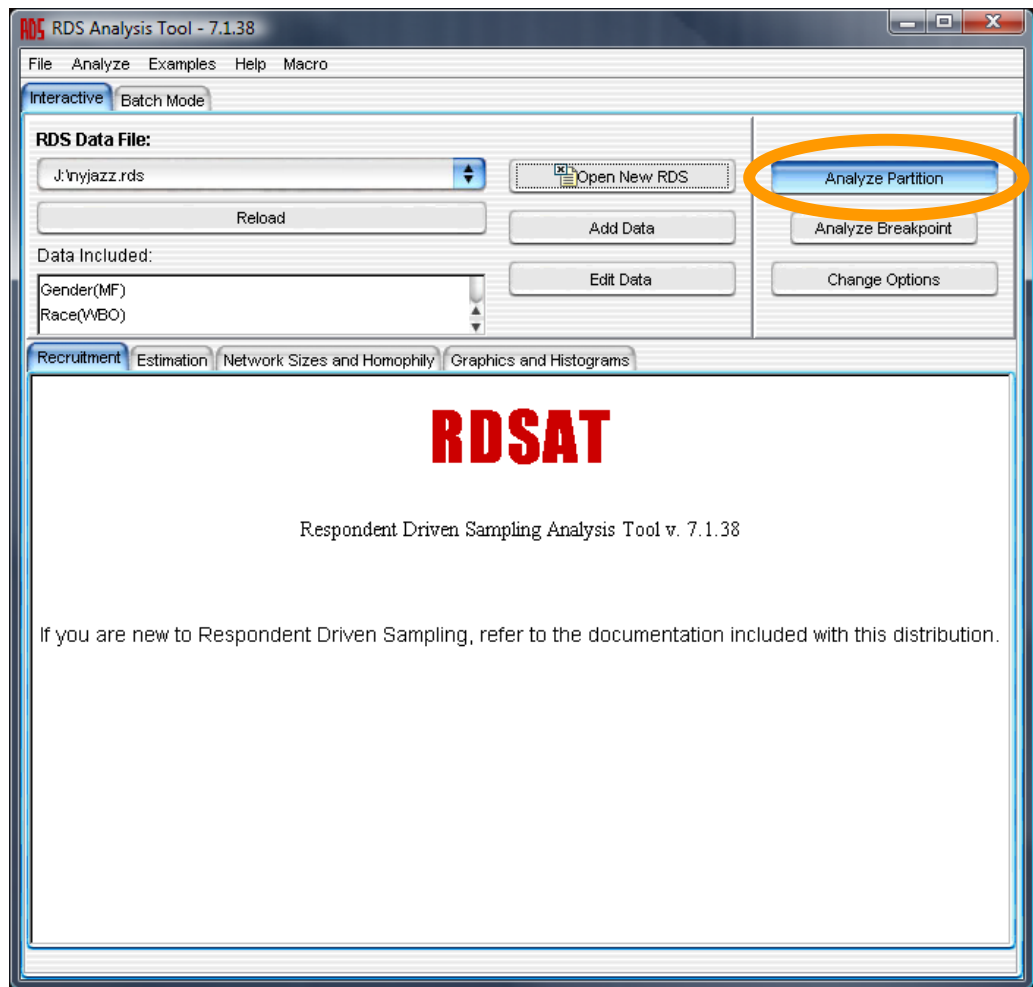 RDS RDS Analysis Tool - 7.1.38
File Analyze Examples Help Macro
Interactive Batch Mode
RDS Data File:
J:\nyjazz.rds
Open New RDS
Analyze Partition
Reload
Add Data
Analyze Breakpoint
Data Included:
Edit Data
Change Options
Gender(MF)
Race(WBO)
Recruitment Estimation Network Sizes and Homophily Graphics and Histograms
RDSAT
Respondent Driven Sampling Analysis Tool v. 7.1.38
If you are new to Respondent Driven Sampling, refer to the documentation included with this distribution.